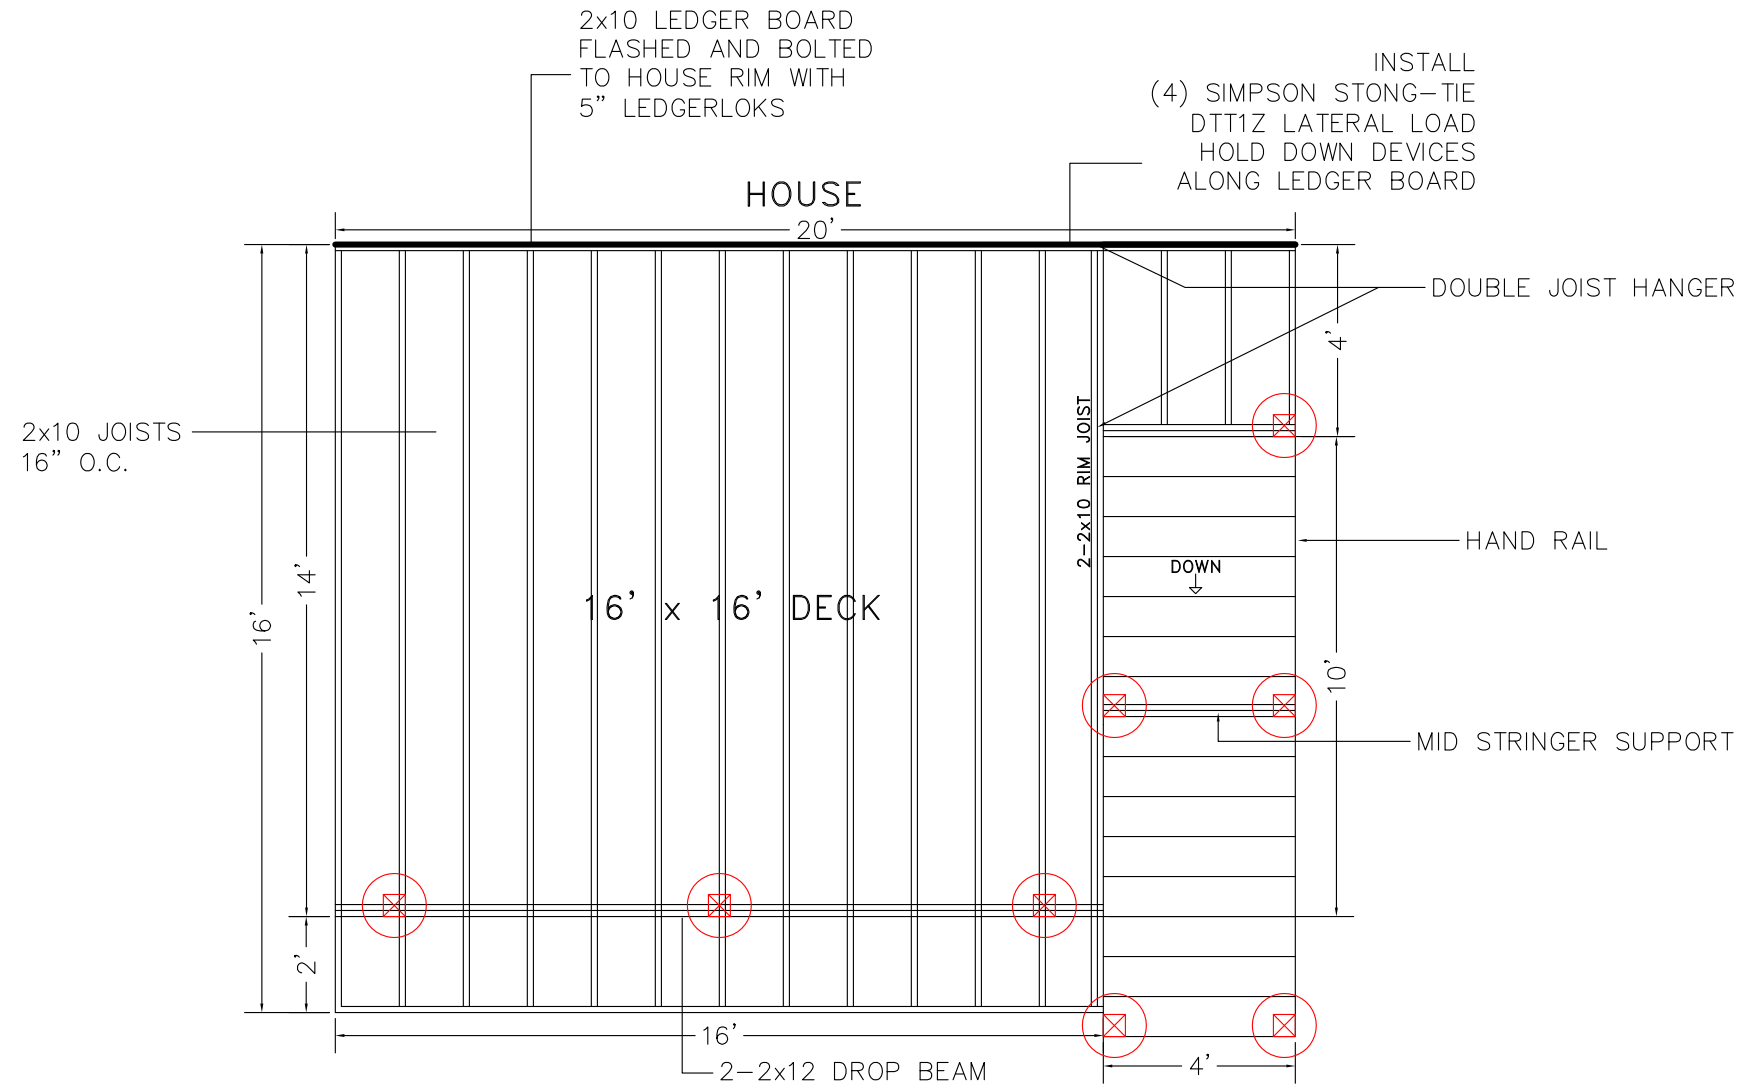 2x10 LEDGER BOARD
FLASHED AND BOLTED
TO HOUSE RIM WITH
5" LEDGERLOKS
INSTALL
(4) SIMPSON STONG-TIE
DTT1Z LATERAL LOAD
HOLD DOWN DEVICES
ALONG LEDGER BOARD
HOUSE
20'
DOUBLE JOIST HANGER
4'
2x10 JOISTS
16" O.C.
2-2x10 RIM JOIST
HAND RAIL
DOWN
14'
16'
16' x 16' DECK
10'
MID STRINGER SUPPORT
2'
16'
2-2x12 DROP BEAM
4'